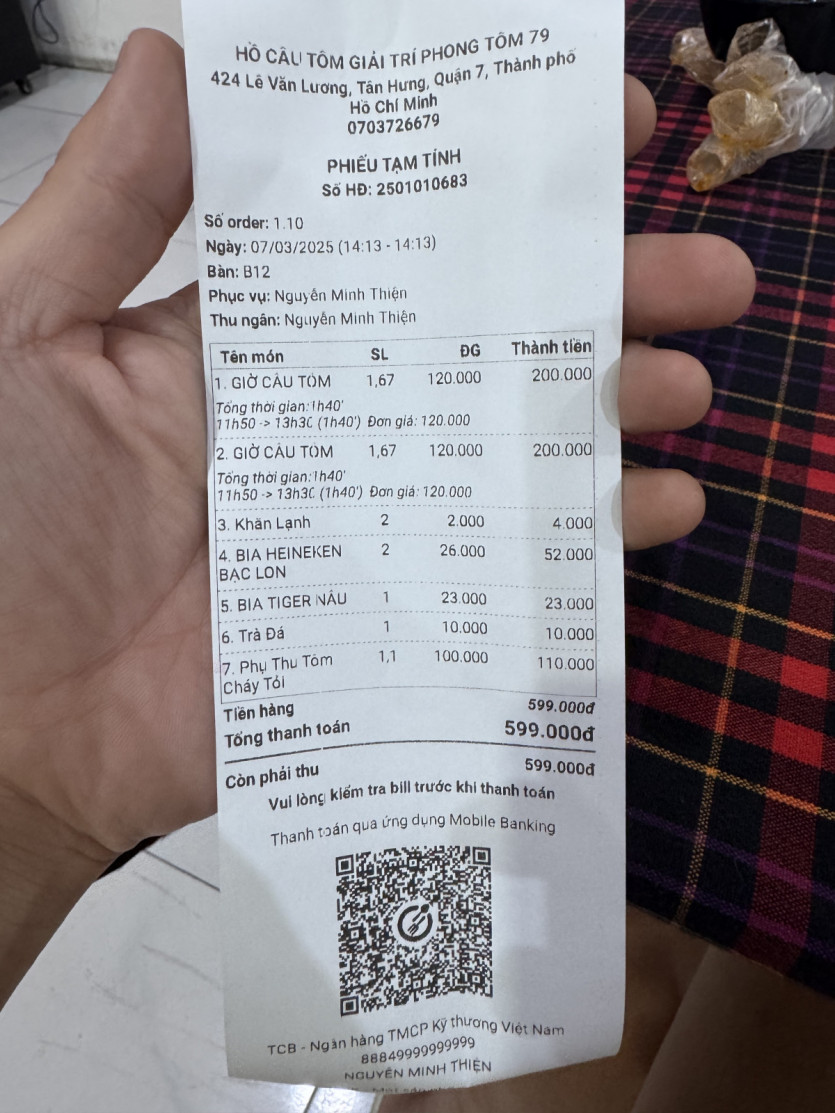 HỒ CÂU TÔM GIẢI TRÍ PHONG TÔM 79
424 Lê Văn Lương, Tân Hưng, Quận 7, Thành phố
Hồ Chí Minh
0703726679
PHIẾU TẠM TÍNH
Số HĐ: 2501010683
Số order: 1.10
Ngày: 07/03/2025 (14:13 - 14:13)
Bàn: B12
Phục vụ: Nguyễn Minh Thiện
Thu ngân: Nguyễn Minh Thiện
Tên món SL ĐG Thành tiền
1. GIỜ CÂU TÔM 1,67 120.000 200.000
Tổng thời gian:1h40'
11h50 -> 13h30 (1h40') Đơn giá: 120.000
2. GIỜ CÂU TÔM 1,67 120.000 200.000
Tổng thời gian:1h40'
11h50 -> 13h30 (1h40') Đơn giá: 120.000
3. Khăn Lạnh 2 2.000 4.000
4. BIA HEINEKEN 2 26.000 52.000
BẠC LON
5. BIA TIGER NÂU 1 23.000 23.000
6. Trà Đá 1 10.000 10.000
7. Phụ Thu Tôm 1,1 100.000 110.000
Cháy Tỏi
Tiền hàng 599.000đ
Tổng thanh toán 599.000đ
Còn phải thu 599.000đ
Vui lòng kiểm tra bill trước khi thanh toán
Thanh toán qua ứng dụng Mobile Banking
TCB - Ngân hàng TMCP Kỹ thương Việt Nam
88849999999999
NGUYỄN MINH THIỆN